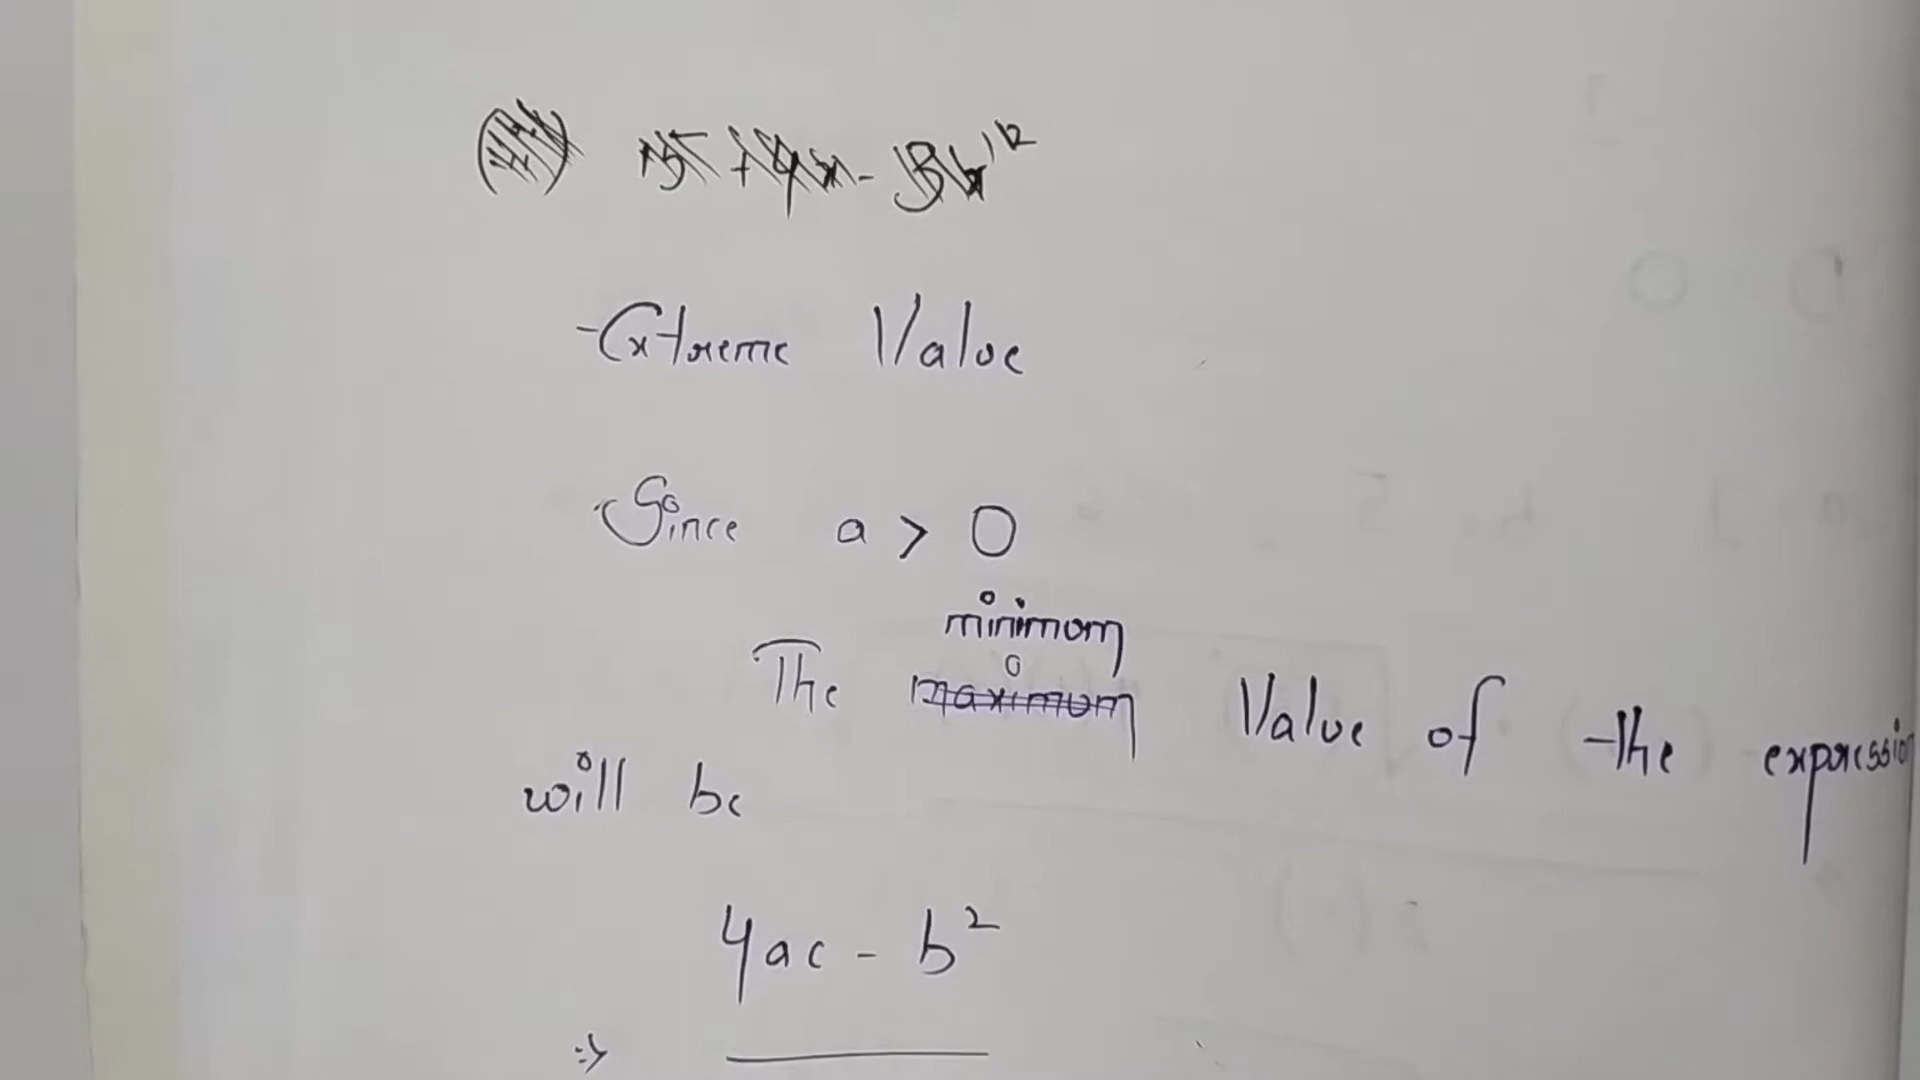 Extreme Value
Since a > 0
minimum
The maximum Value of the expression
will be
4ac - b²
⇒